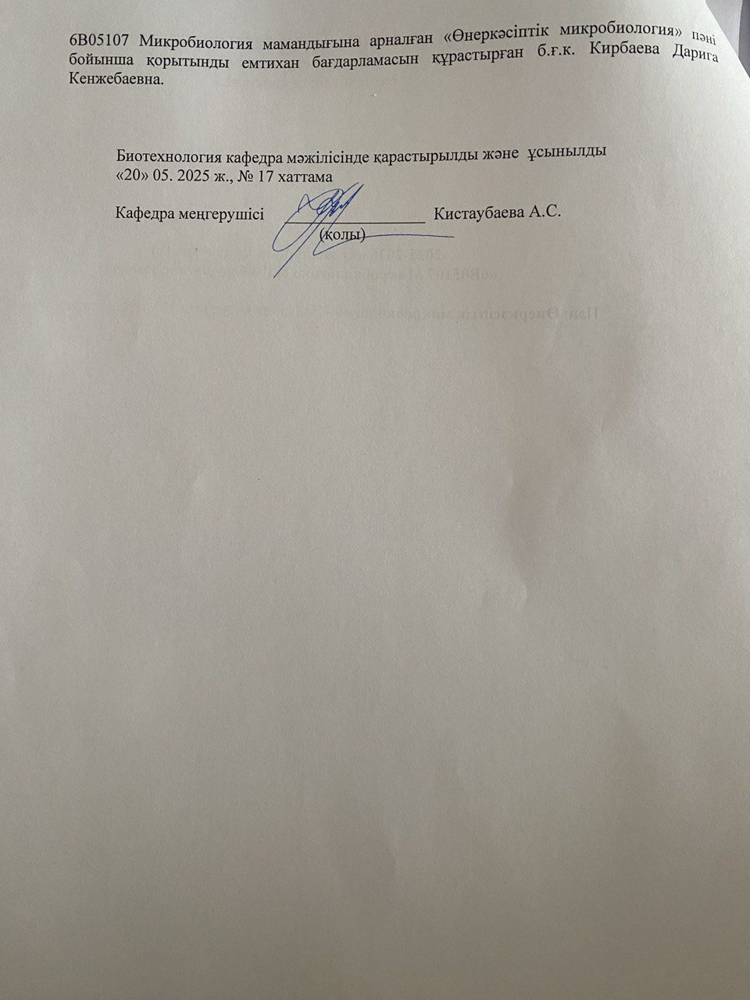 6В05107 Микробиология мамандығына арналған «Өнеркәсіптік микробиология» пәні
бойынша қорытынды емтихан бағдарламасын құрастырған б.ғ.к. Кирбаева Дарига
Кенжебаевна.
Биотехнология кафедра мәжілісінде қарастырылды және ұсынылды
«20» 05. 2025 ж., № 17 хаттама
Кафедра меңгерушісі ________________ Кистаубаева А.С.
(қолы)